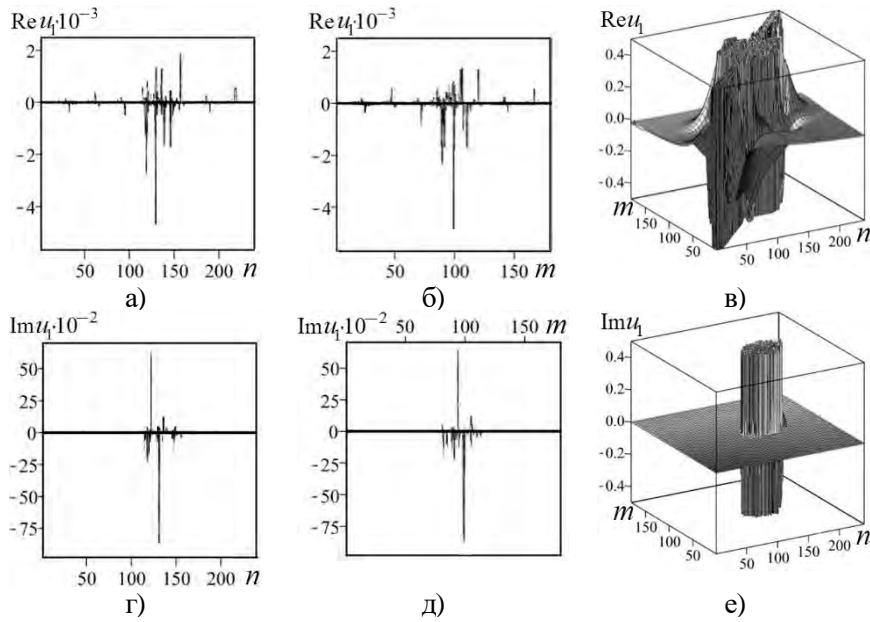 Re u₁·10⁻³
2
0
−2
−4
50 100 150 200 n
а)
Re u₁·10⁻³
2
0
−2
−4
50 100 150 m
б)
Re u₁
0.4
0.2
0.0
−0.2
−0.4
m
150
100
50
50
100
150
200
n
в)
Im u₁·10⁻²
50
25
0
−25
−50
−75
50 100 150 200 n
г)
Im u₁·10⁻² 50 100 150 m
50
25
0
−25
−50
−75
д)
Im u₁
0.4
0.2
0.0
−0.2
−0.4
m
150
100
50
50
100
150
200
n
е)